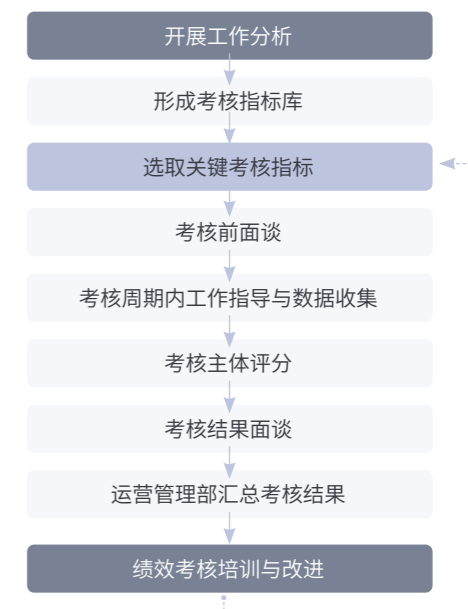 开展工作分析
形成考核指标库
选取关键考核指标
考核前面谈
考核周期内工作指导与数据收集
考核主体评分
考核结果面谈
运营管理部汇总考核结果
绩效考核培训与改进